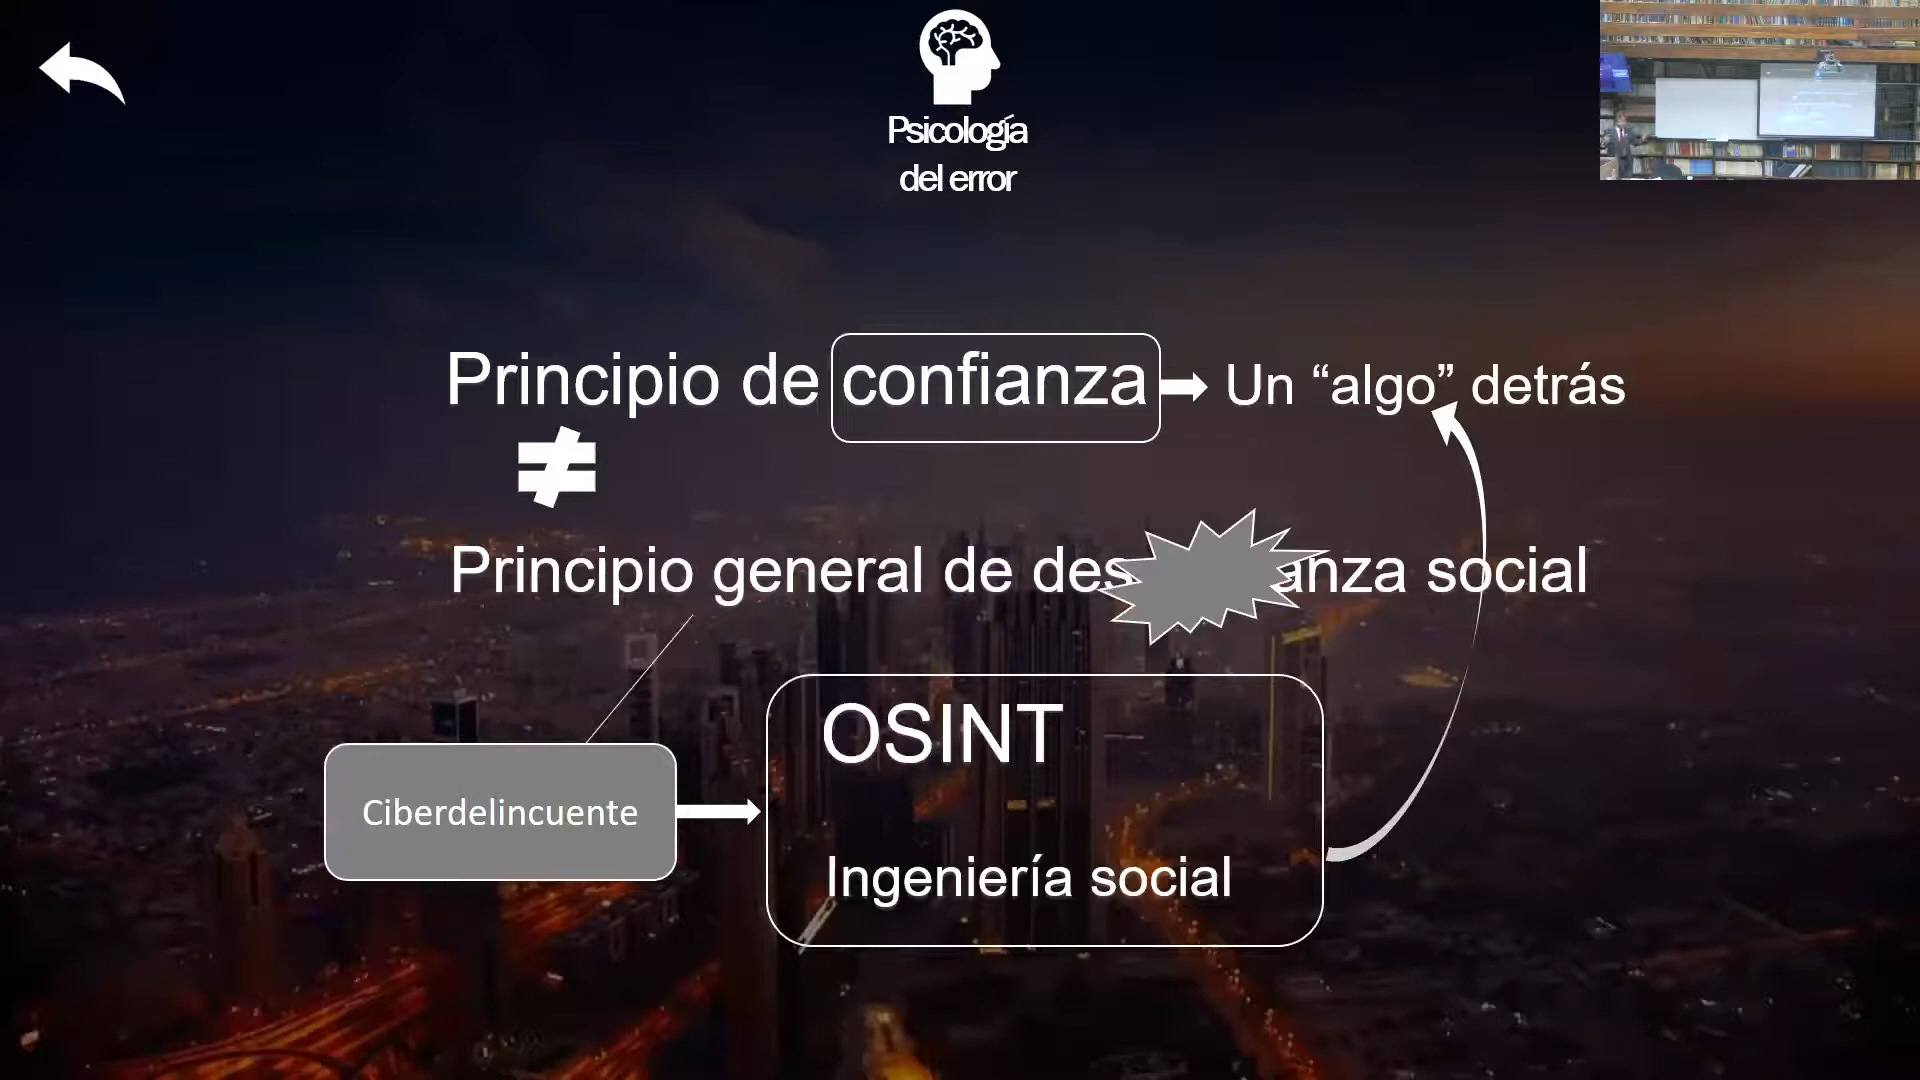 Psicología
del error
Principio de confianza Un “algo” detrás
≠
Principio general de des anza social
OSINT
Ciberdelincuente
Ingeniería social